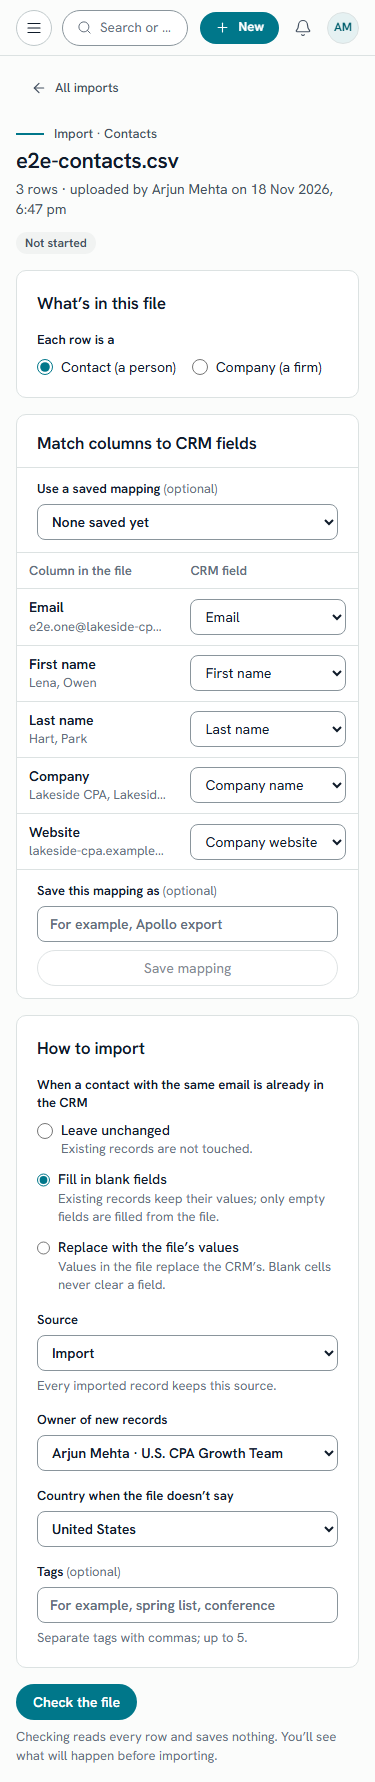 Search or ...
New
AM
All imports
Import · Contacts
e2e-contacts.csv
3 rows · uploaded by Arjun Mehta on 18 Nov 2026,
6:47 pm
Not started
What’s in this file
Each row is a
Contact (a person)
Company (a firm)
Match columns to CRM fields
Use a saved mapping (optional)
None saved yet
Column in the file
CRM field
Email
e2e.one@lakeside-cp...
Email
First name
Lena, Owen
First name
Last name
Hart, Park
Last name
Company
Lakeside CPA, Lakesid...
Company name
Website
lakeside-cpa.example...
Company website
Save this mapping as (optional)
For example, Apollo export
Save mapping
How to import
When a contact with the same email is already in
the CRM
Leave unchanged
Existing records are not touched.
Fill in blank fields
Existing records keep their values; only empty
fields are filled from the file.
Replace with the file’s values
Values in the file replace the CRM’s. Blank cells
never clear a field.
Source
Import
Every imported record keeps this source.
Owner of new records
Arjun Mehta · U.S. CPA Growth Team
Country when the file doesn’t say
United States
Tags (optional)
For example, spring list, conference
Separate tags with commas; up to 5.
Check the file
Checking reads every row and saves nothing. You’ll see
what will happen before importing.